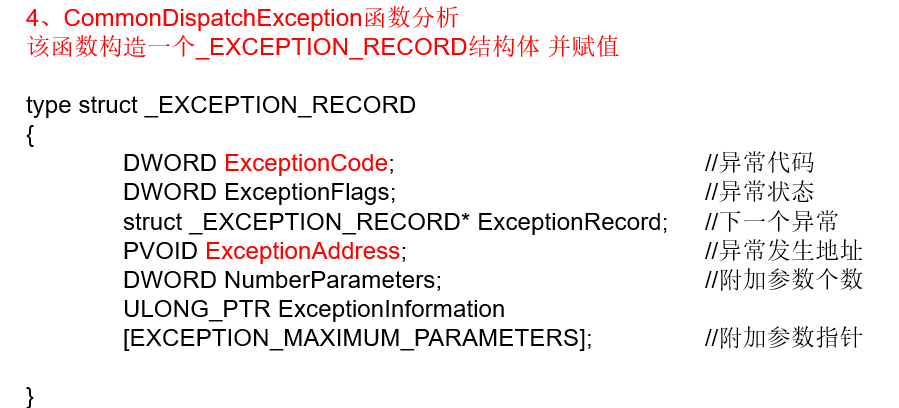 4、CommonDispatchException函数分析
该函数构造一个_EXCEPTION_RECORD结构体 并赋值
type struct _EXCEPTION_RECORD
{
DWORD ExceptionCode; //异常代码
DWORD ExceptionFlags; //异常状态
struct _EXCEPTION_RECORD* ExceptionRecord; //下一个异常
PVOID ExceptionAddress; //异常发生地址
DWORD NumberParameters; //附加参数个数
ULONG_PTR ExceptionInformation
[EXCEPTION_MAXIMUM_PARAMETERS]; //附加参数指针
}